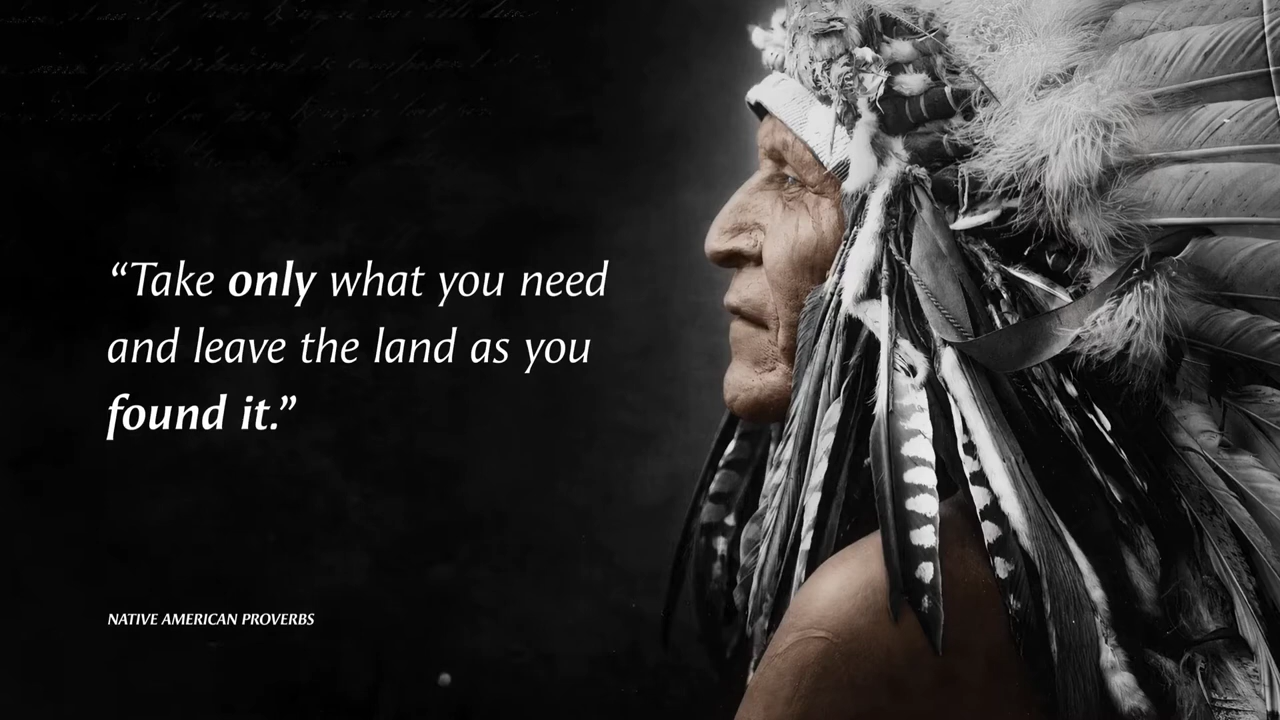 “Take only what you need
and leave the land as you
found it.”
NATIVE AMERICAN PROVERBS